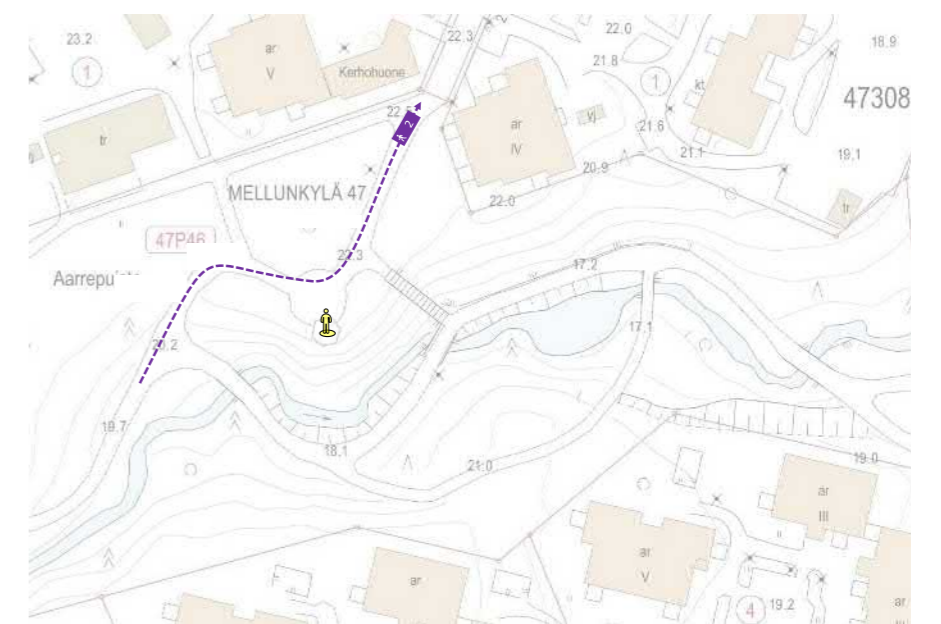 23.2
22.3
22.0
18.9
ar
V
1
Kerhohuone
21.8
1
kt
47308
22.5
2
ar
IV
vj
21.6
tr
21.1
19.1
20.9
MELLUNKYLÄ 47
22.0
tr
47P46
22.3
17.2
Aarrepu
20.2
17.1
19.7
18.1
21.0
19.0
ar
III
ar
V
ar
4
19.2
ar